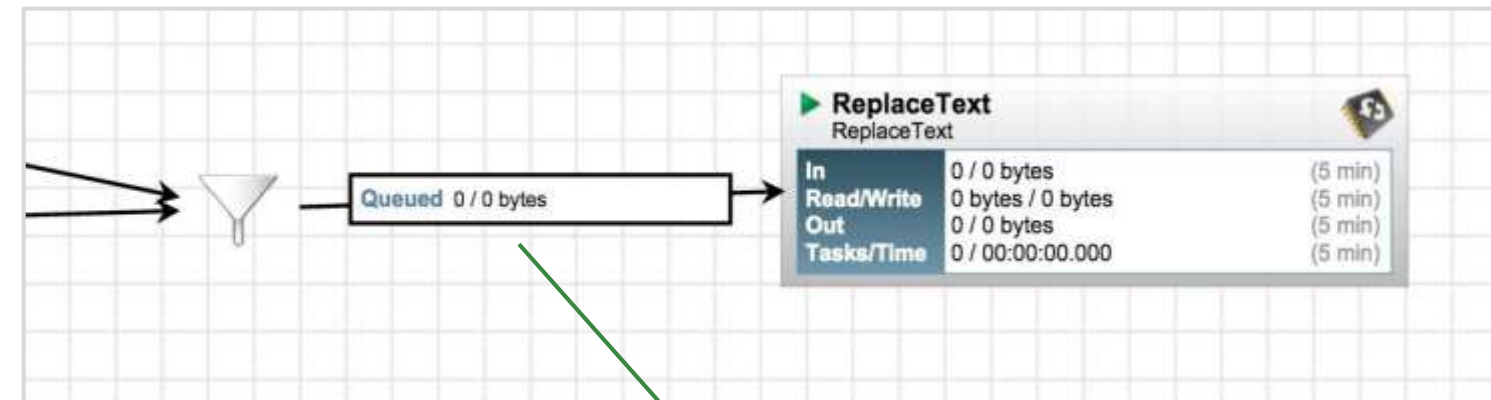 ReplaceText
ReplaceText
Queued 0 / 0 bytes
In 0 / 0 bytes (5 min)
Read/Write 0 bytes / 0 bytes (5 min)
Out 0 / 0 bytes (5 min)
Tasks/Time 0 / 00:00:00.000 (5 min)